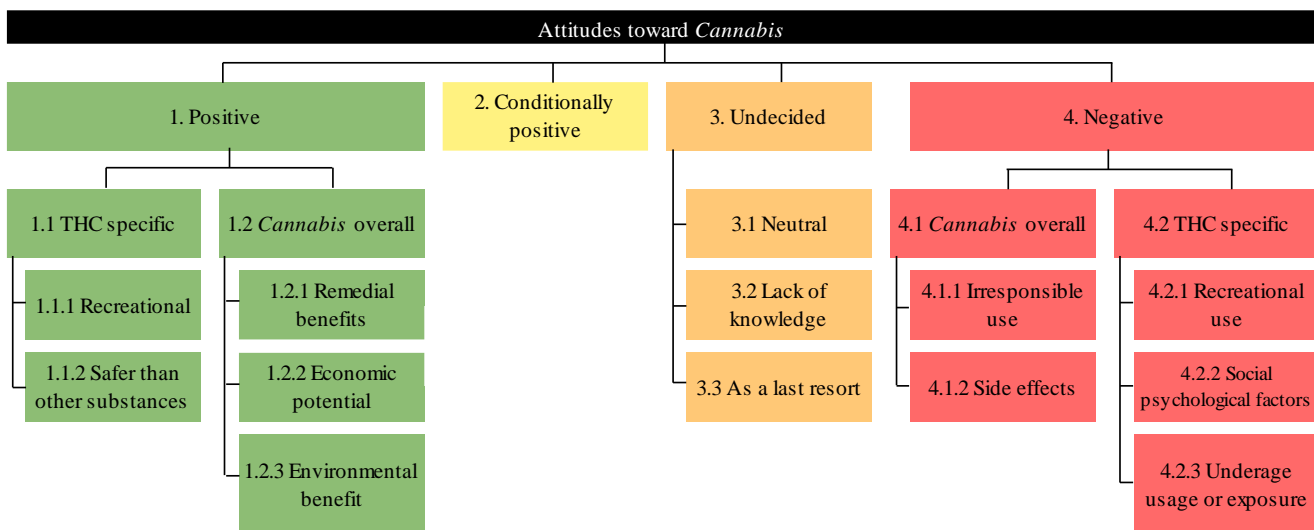 Attitudes toward Cannabis
1. Positive
2. Conditionally
positive
3. Undecided
4. Negative
1.1 THC specific
1.2 Cannabis overall
3.1 Neutral
4.1 Cannabis overall
4.2 THC specific
1.1.1 Recreational
1.2.1 Remedial
benefits
3.2 Lack of
knowledge
4.1.1 Irresponsible
use
4.2.1 Recreational
use
1.1.2 Safer than
other substances
1.2.2 Economic
potential
3.3 As a last resort
4.1.2 Side effects
4.2.2 Social
psychological factors
1.2.3 Environmental
benefit
4.2.3 Underage
usage or exposure